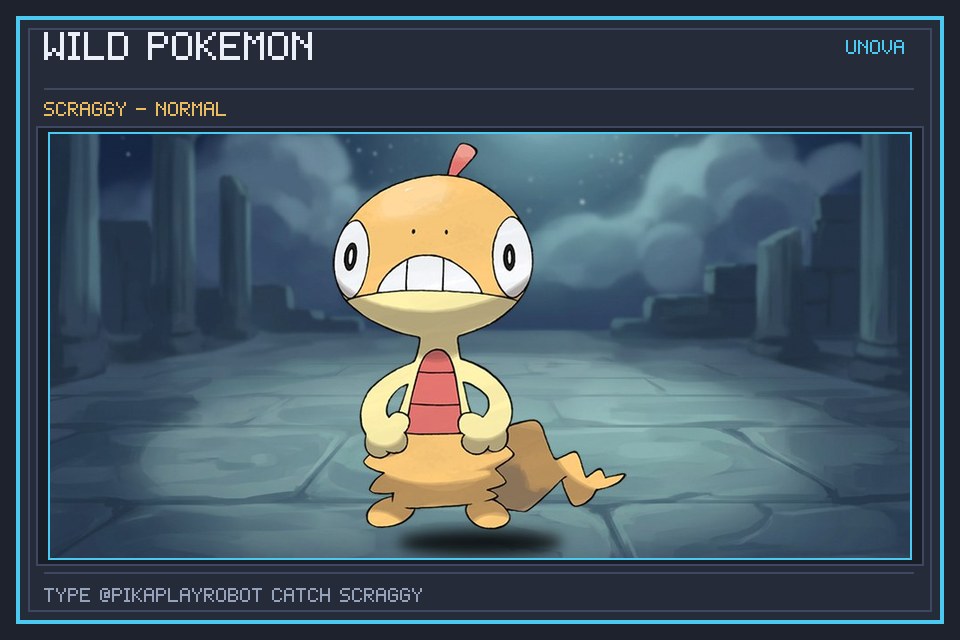 WILD POKEMON
UNOVA
SCRAGGY - NORMAL
TYPE @PIKAPLAYROBOT CATCH SCRAGGY